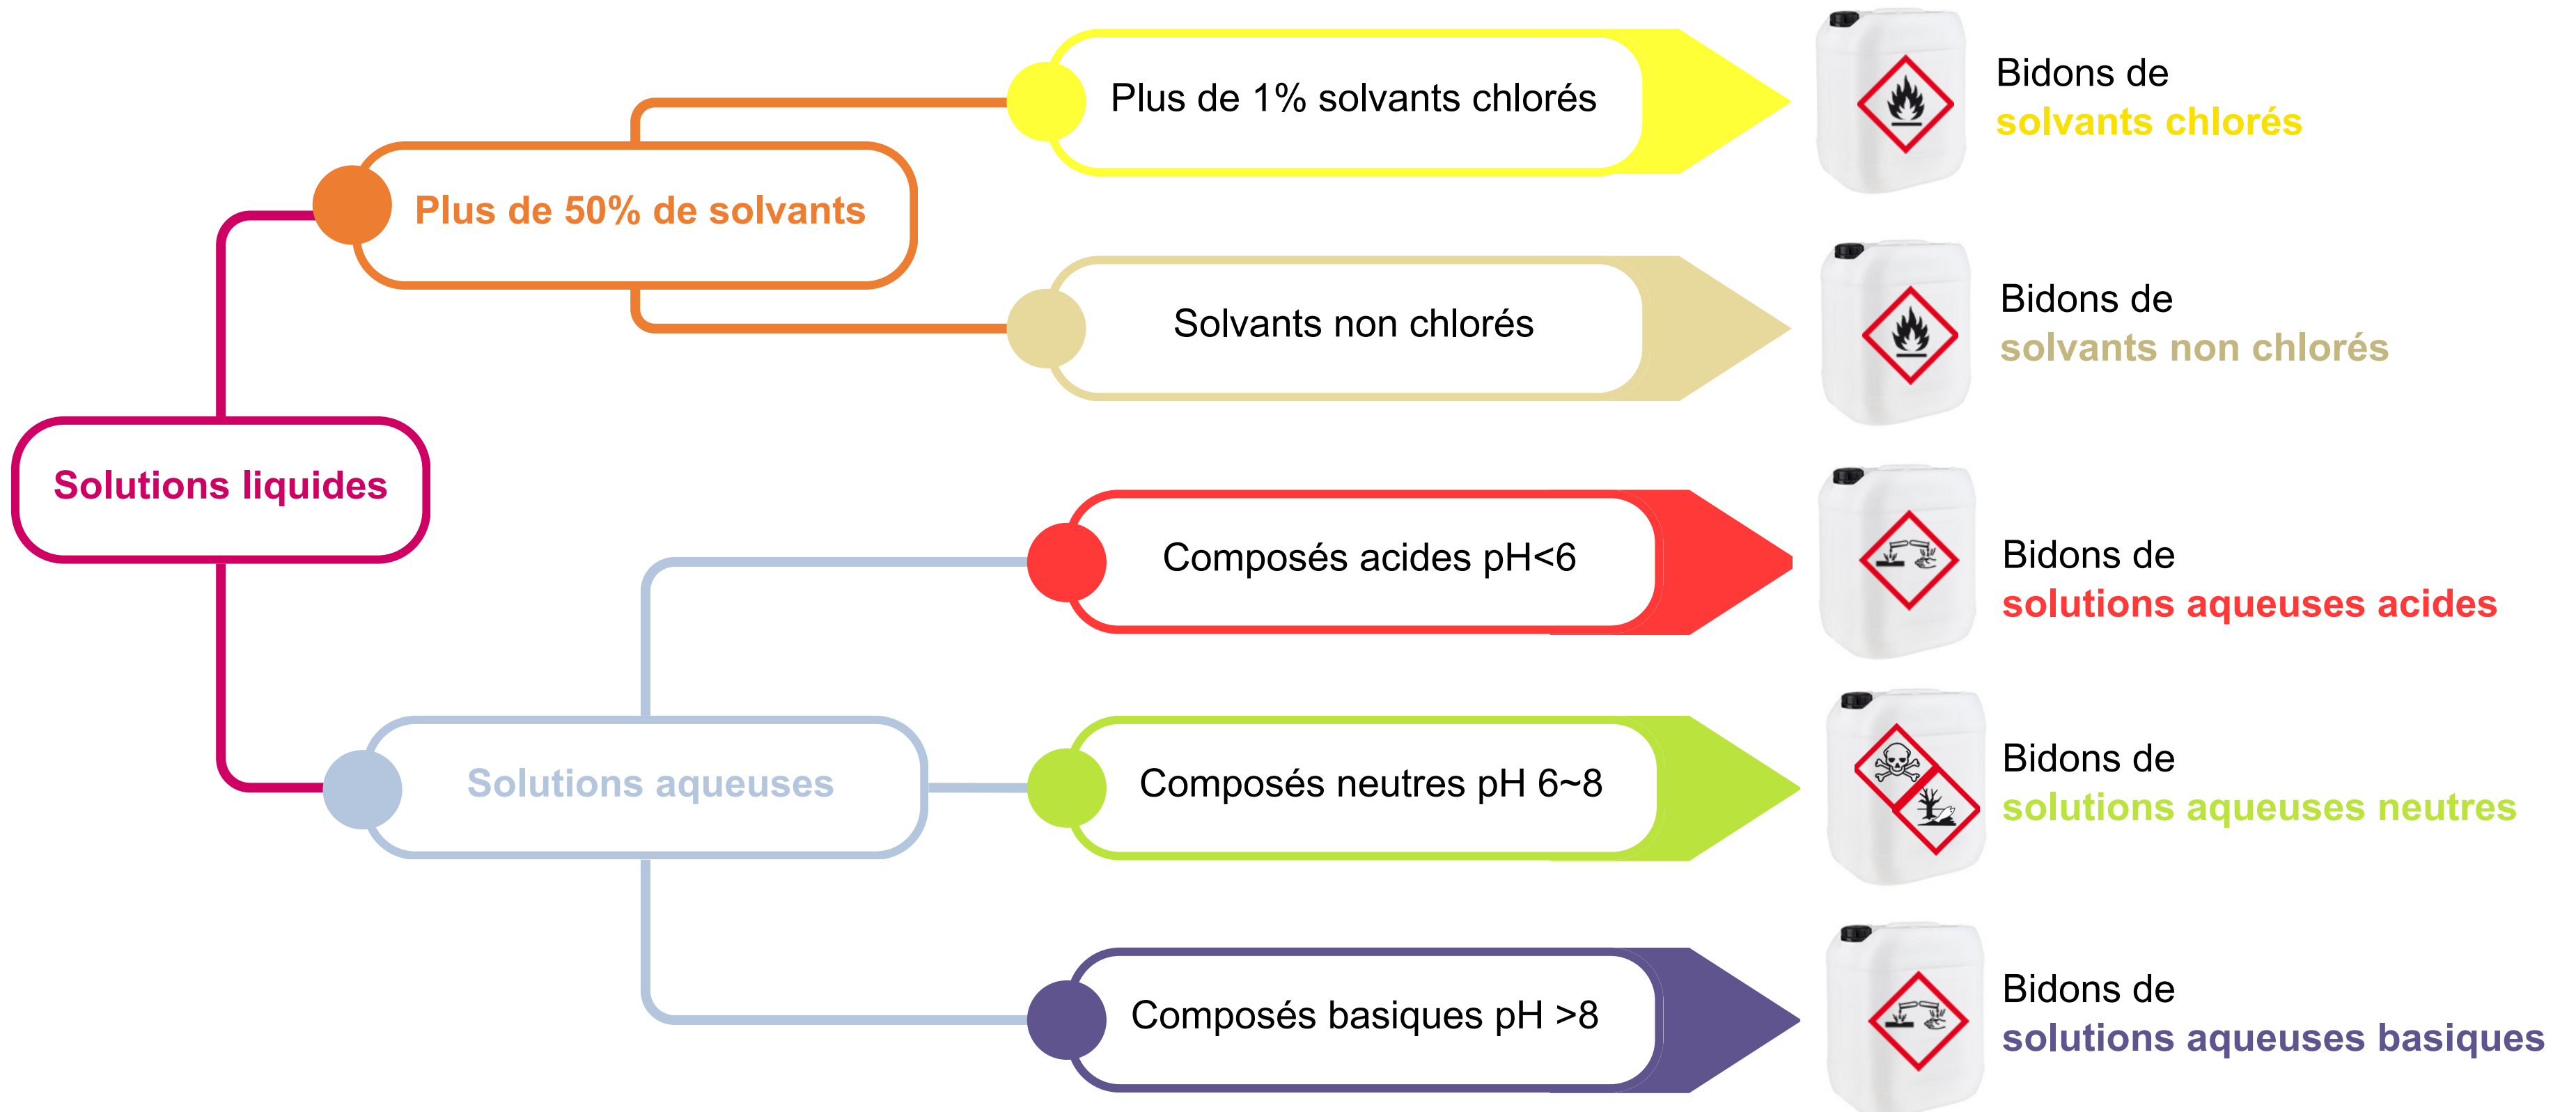 Plus de 1% solvants chlorés
Bidons de
solvants chlorés
Plus de 50% de solvants
Solvants non chlorés
Bidons de
solvants non chlorés
Solutions liquides
Composés acides pH<6
Bidons de
solutions aqueuses acides
Solutions aqueuses
Composés neutres pH 6~8
Bidons de
solutions aqueuses neutres
Composés basiques pH >8
Bidons de
solutions aqueuses basiques